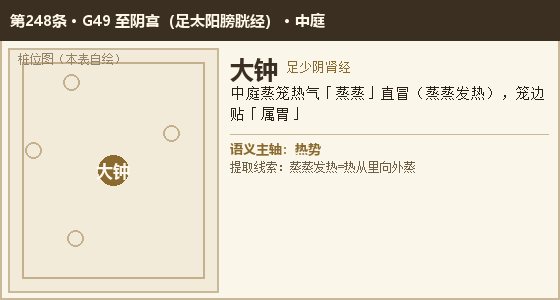 第248条・G49 至阴宫（足太阳膀胱经）・中庭
桩位图（本表自绘）
大钟
大钟 足少阴肾经
中庭蒸笼热气「蒸蒸」直冒（蒸蒸发热），笼边
贴「属胃」
语义主轴：热势
提取线索：蒸蒸发热=热从里向外蒸